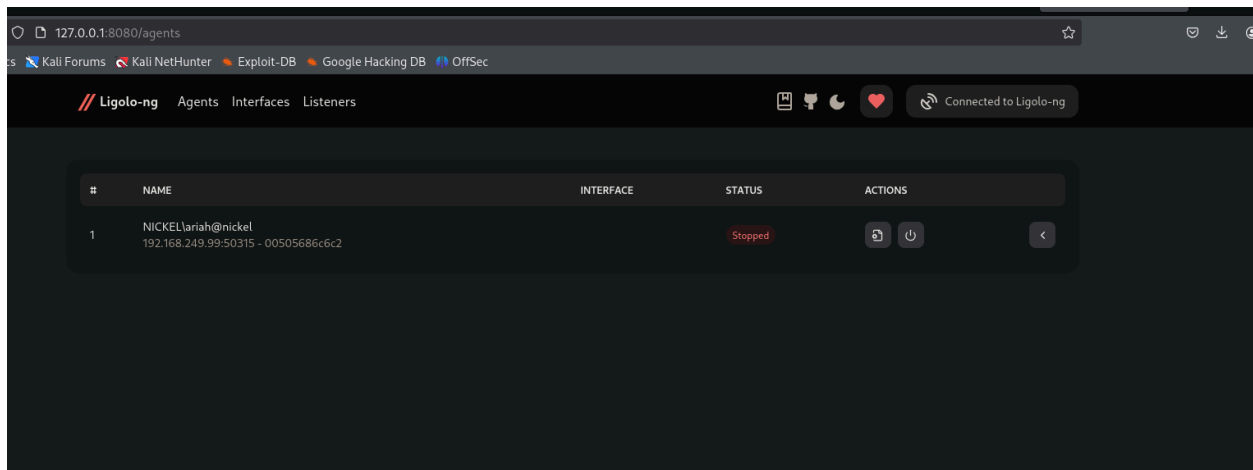 127.0.0.1:8080/agents
Kali Forums Kali NetHunter Exploit-DB Google Hacking DB OffSec
Ligolo-ng Agents Interfaces Listeners Connected to Ligolo-ng
# NAME INTERFACE STATUS ACTIONS
1 NICKEL\ariah@nickel Stopped
192.168.249.99:50315 - 00505686c6c2